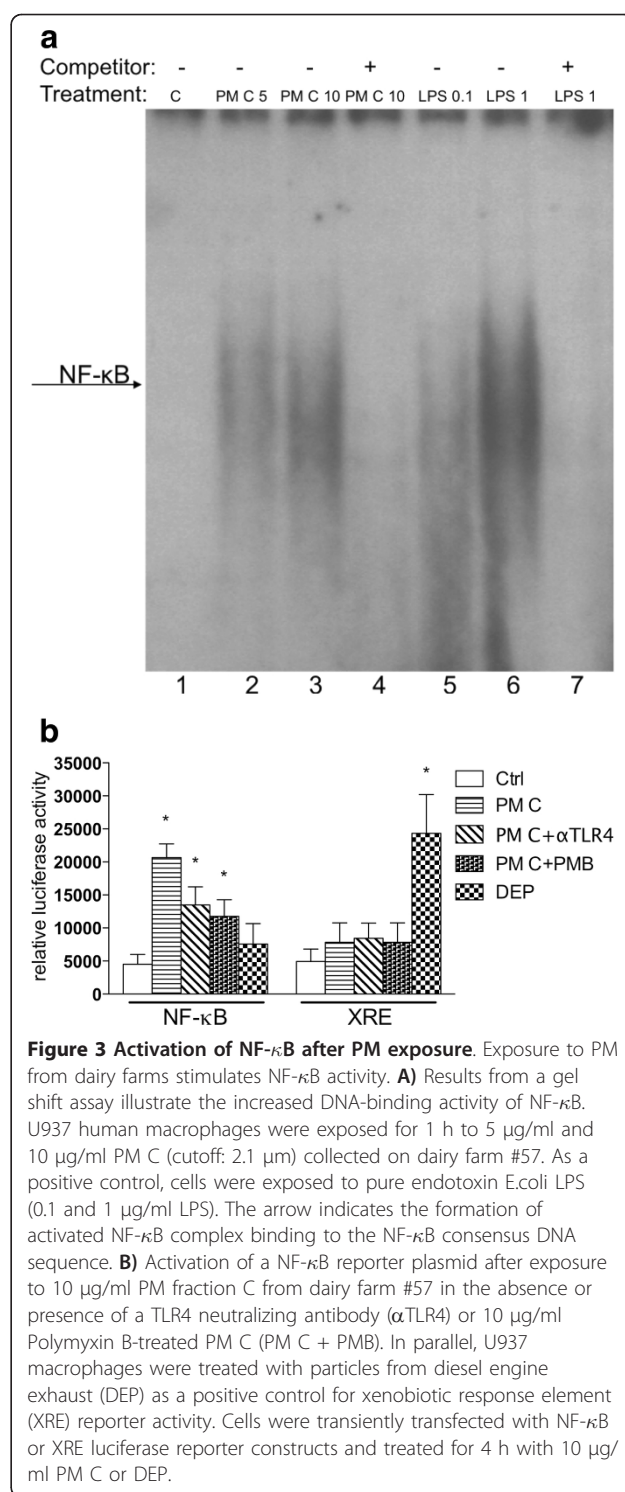 a
Competitor: - - - + - - +
Treatment: C PM C 5 PM C 10 PM C 10 LPS 0.1 LPS 1 LPS 1
NF-κB
1 2 3 4 5 6 7
b
35000
30000
25000
20000
15000
10000
5000
0
relative luciferase activity
* * * *
NF-κB XRE
Ctrl
PM C
PM C+αTLR4
PM C+PMB
DEP
Figure 3 Activation of NF-κB after PM exposure. Exposure to PM
from dairy farms stimulates NF-κB activity. A) Results from a gel
shift assay illustrate the increased DNA-binding activity of NF-κB.
U937 human macrophages were exposed for 1 h to 5 μg/ml and
10 μg/ml PM C (cutoff: 2.1 μm) collected on dairy farm #57. As a
positive control, cells were exposed to pure endotoxin E.coli LPS
(0.1 and 1 μg/ml LPS). The arrow indicates the formation of
activated NF-κB complex binding to the NF-κB consensus DNA
sequence. B) Activation of a NF-κB reporter plasmid after exposure
to 10 μg/ml PM fraction C from dairy farm #57 in the absence or
presence of a TLR4 neutralizing antibody (αTLR4) or 10 μg/ml
Polymyxin B-treated PM C (PM C + PMB). In parallel, U937
macrophages were treated with particles from diesel engine
exhaust (DEP) as a positive control for xenobiotic response element
(XRE) reporter activity. Cells were transiently transfected with NF-κB
or XRE luciferase reporter constructs and treated for 4 h with 10 μg/
ml PM C or DEP.